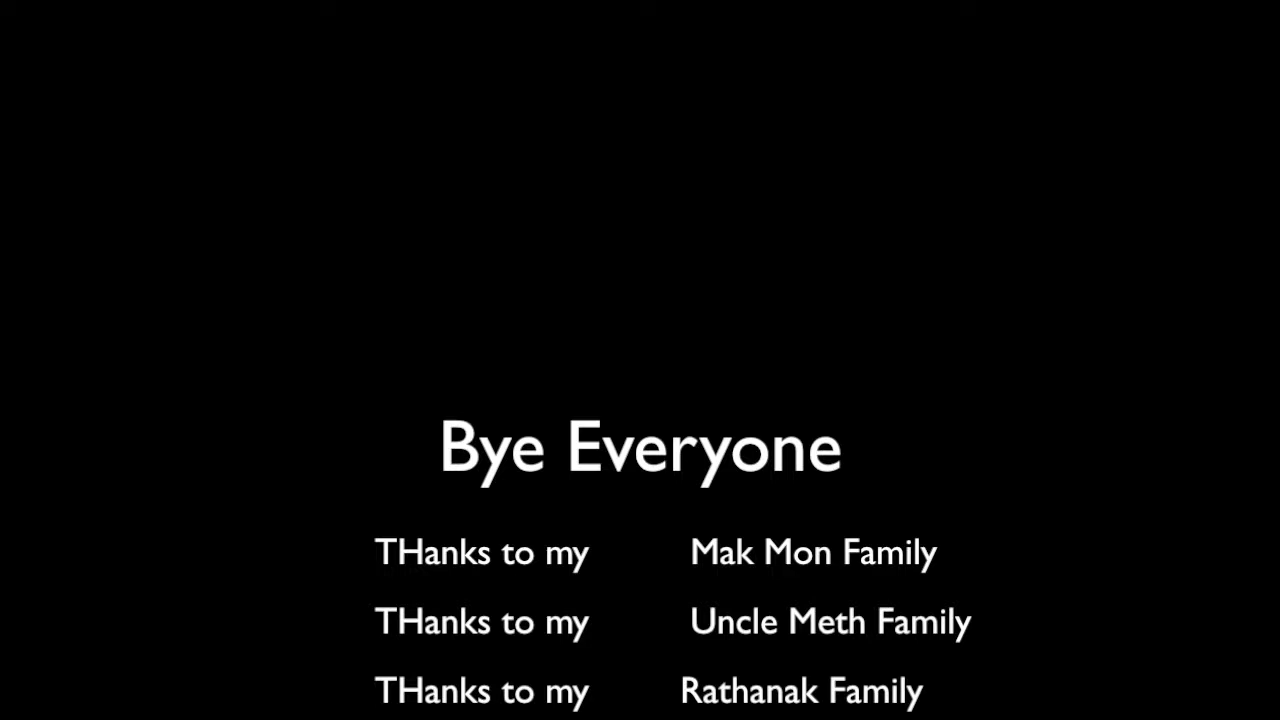 Bye Everyone
THanks to my Mak Mon Family
THanks to my Uncle Meth Family
THanks to my Rathanak Family